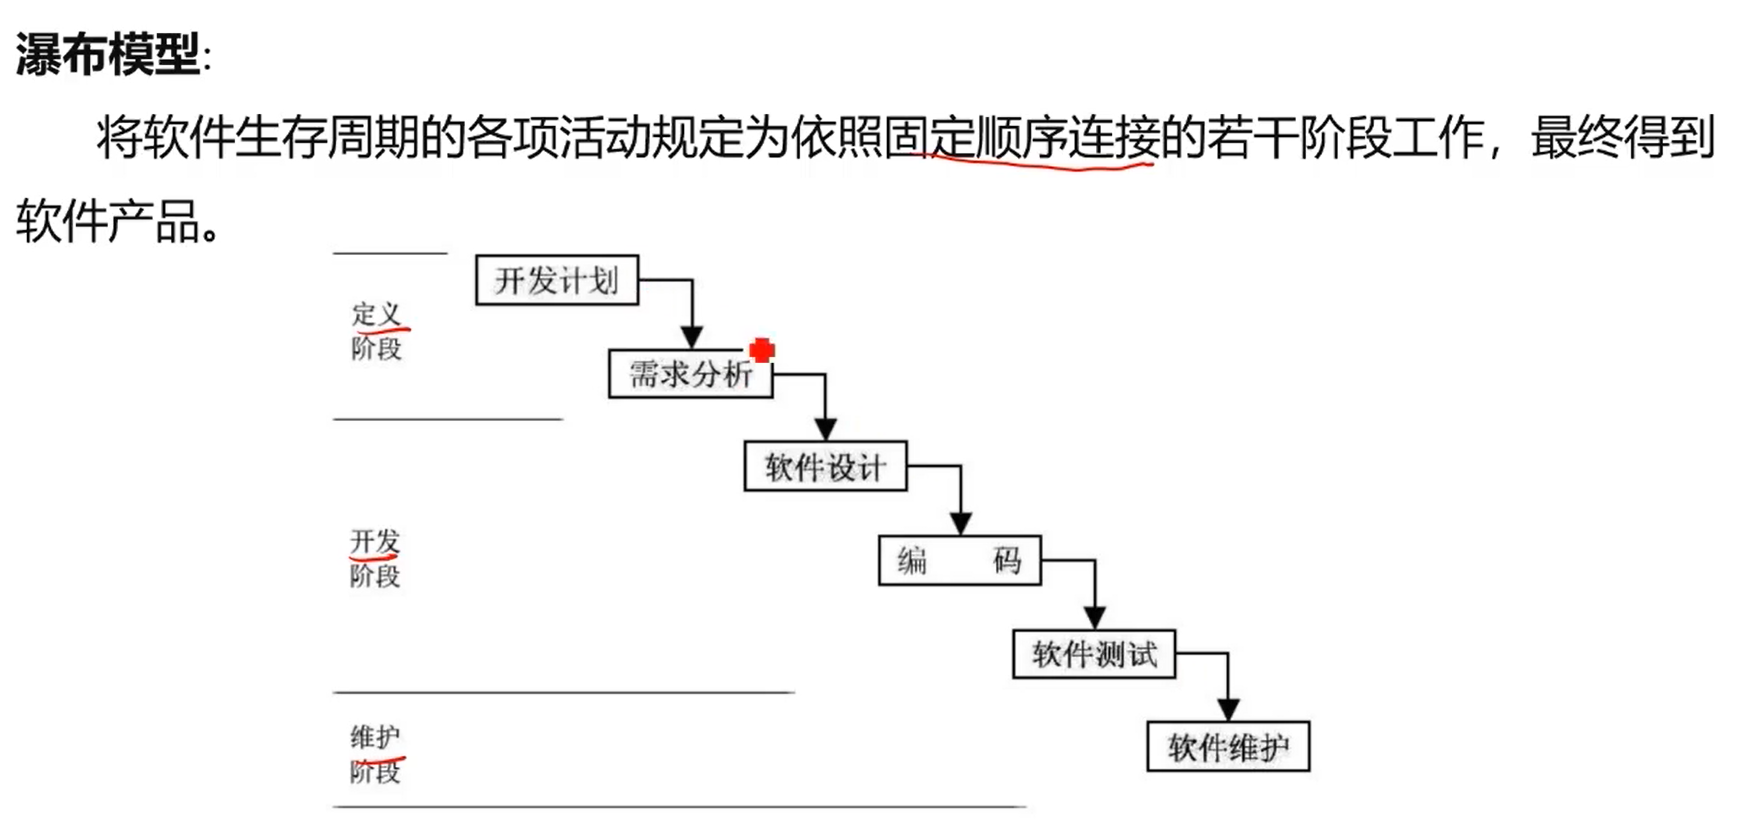 瀑布模型:
将软件生存周期的各项活动规定为依照固定顺序连接的若干阶段工作，最终得到
软件产品。
开发计划
定义
阶段
需求分析
软件设计
开发
阶段
编 码
软件测试
维护
阶段
软件维护